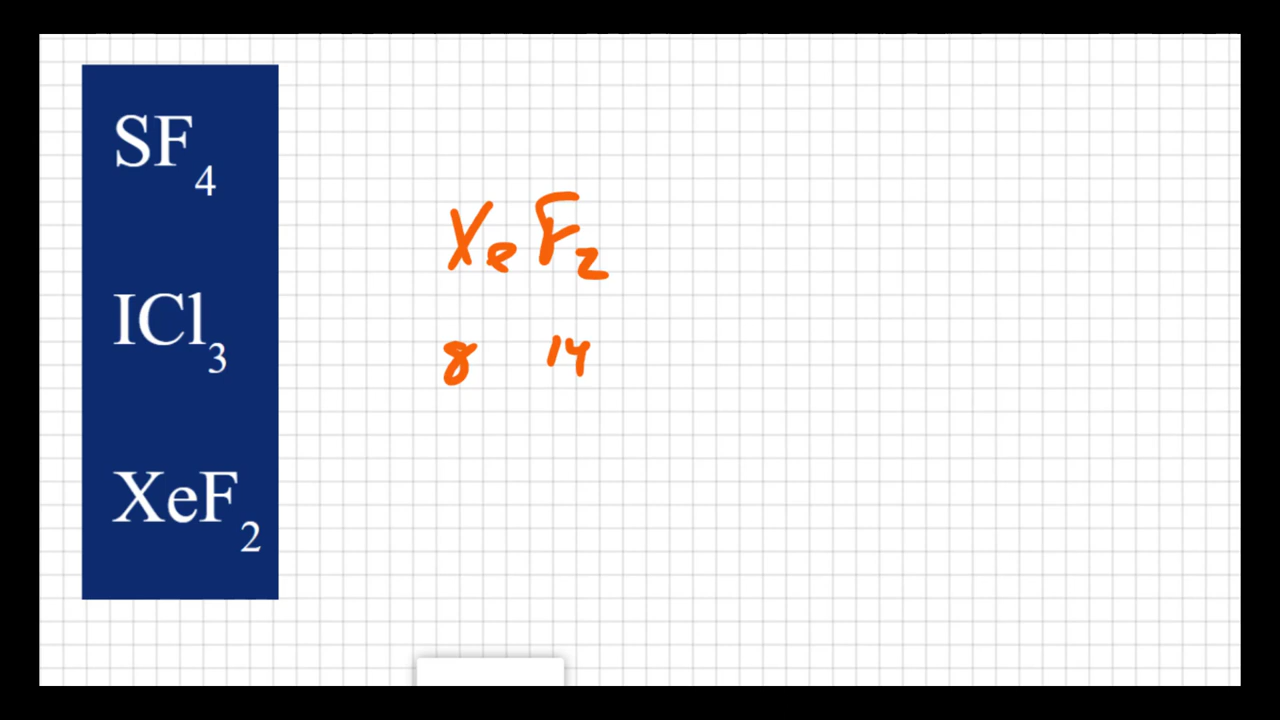 SF₄
ICl₃
XeF₂
XeF₂
8 14